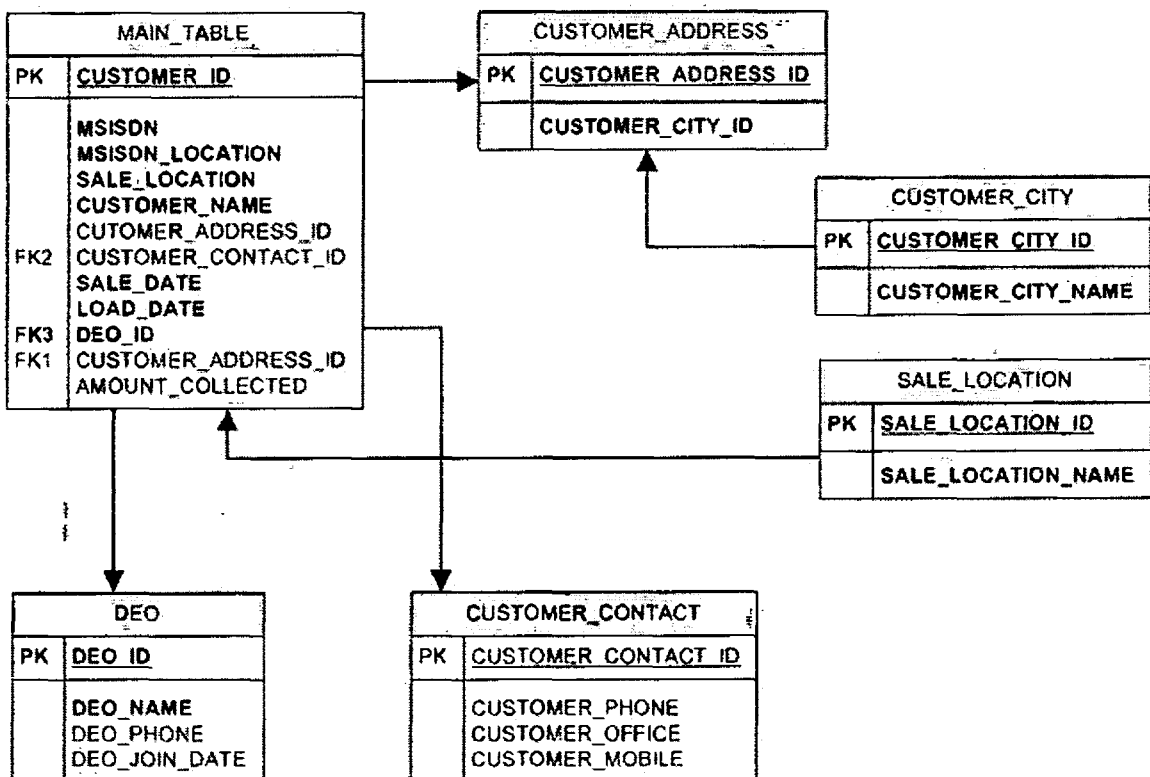 MAIN_TABLE
PK CUSTOMER_ID
MSISDN
MSISDN_LOCATION
SALE_LOCATION
CUSTOMER_NAME
CUTOMER_ADDRESS_ID
FK2 CUSTOMER_CONTACT_ID
SALE_DATE
LOAD_DATE
FK3 DEO_ID
FK1 CUSTOMER_ADDRESS_ID
AMOUNT_COLLECTED
CUSTOMER_ADDRESS
PK CUSTOMER_ADDRESS_ID
CUSTOMER_CITY_ID
CUSTOMER_CITY
PK CUSTOMER_CITY_ID
CUSTOMER_CITY_NAME
SALE_LOCATION
PK SALE_LOCATION_ID
SALE_LOCATION_NAME
DEO
PK DEO_ID
DEO_NAME
DEO_PHONE
DEO_JOIN_DATE
CUSTOMER_CONTACT
PK CUSTOMER_CONTACT_ID
CUSTOMER_PHONE
CUSTOMER_OFFICE
CUSTOMER_MOBILE